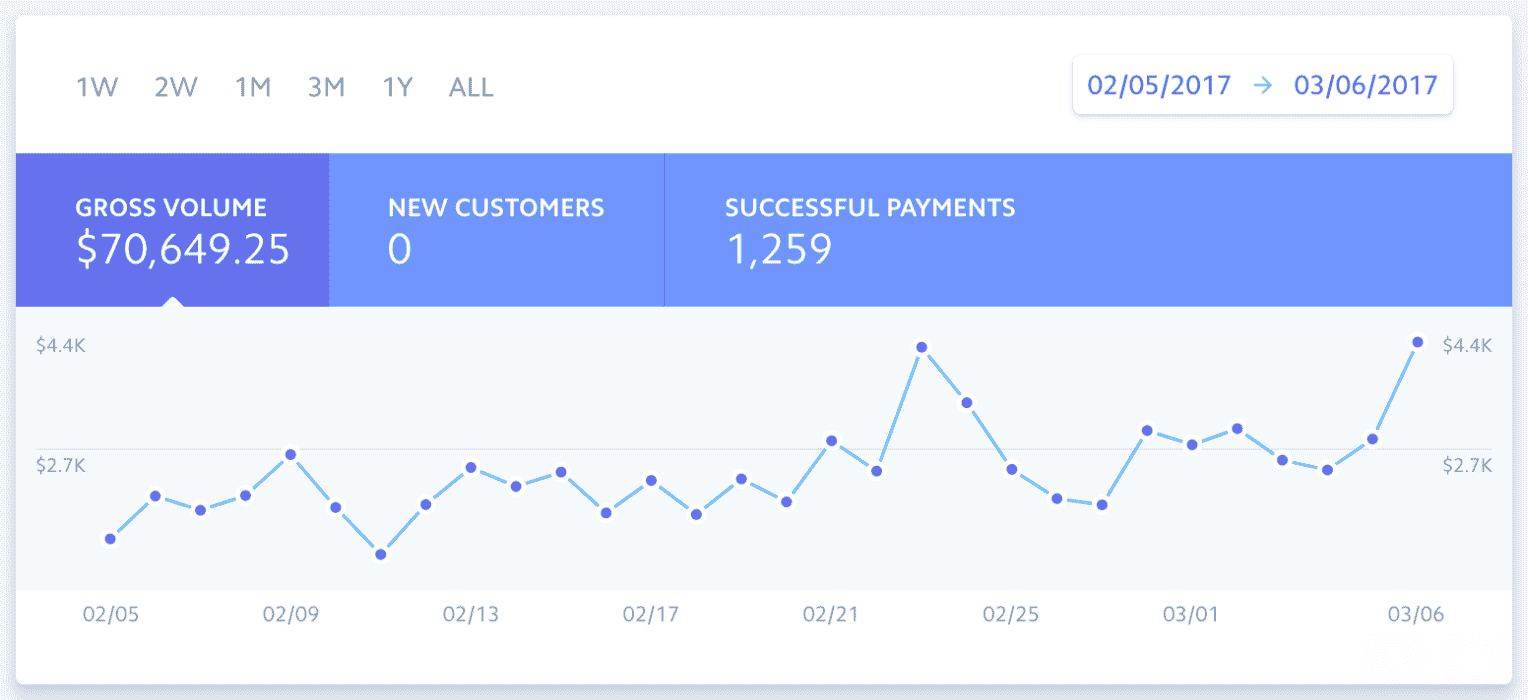 1W 2W 1M 3M 1Y ALL
02/05/2017 → 03/06/2017
GROSS VOLUME
$70,649.25
NEW CUSTOMERS
0
SUCCESSFUL PAYMENTS
1,259
$4.4K $4.4K
$2.7K $2.7K
02/05 02/09 02/13 02/17 02/21 02/25 03/01 03/06